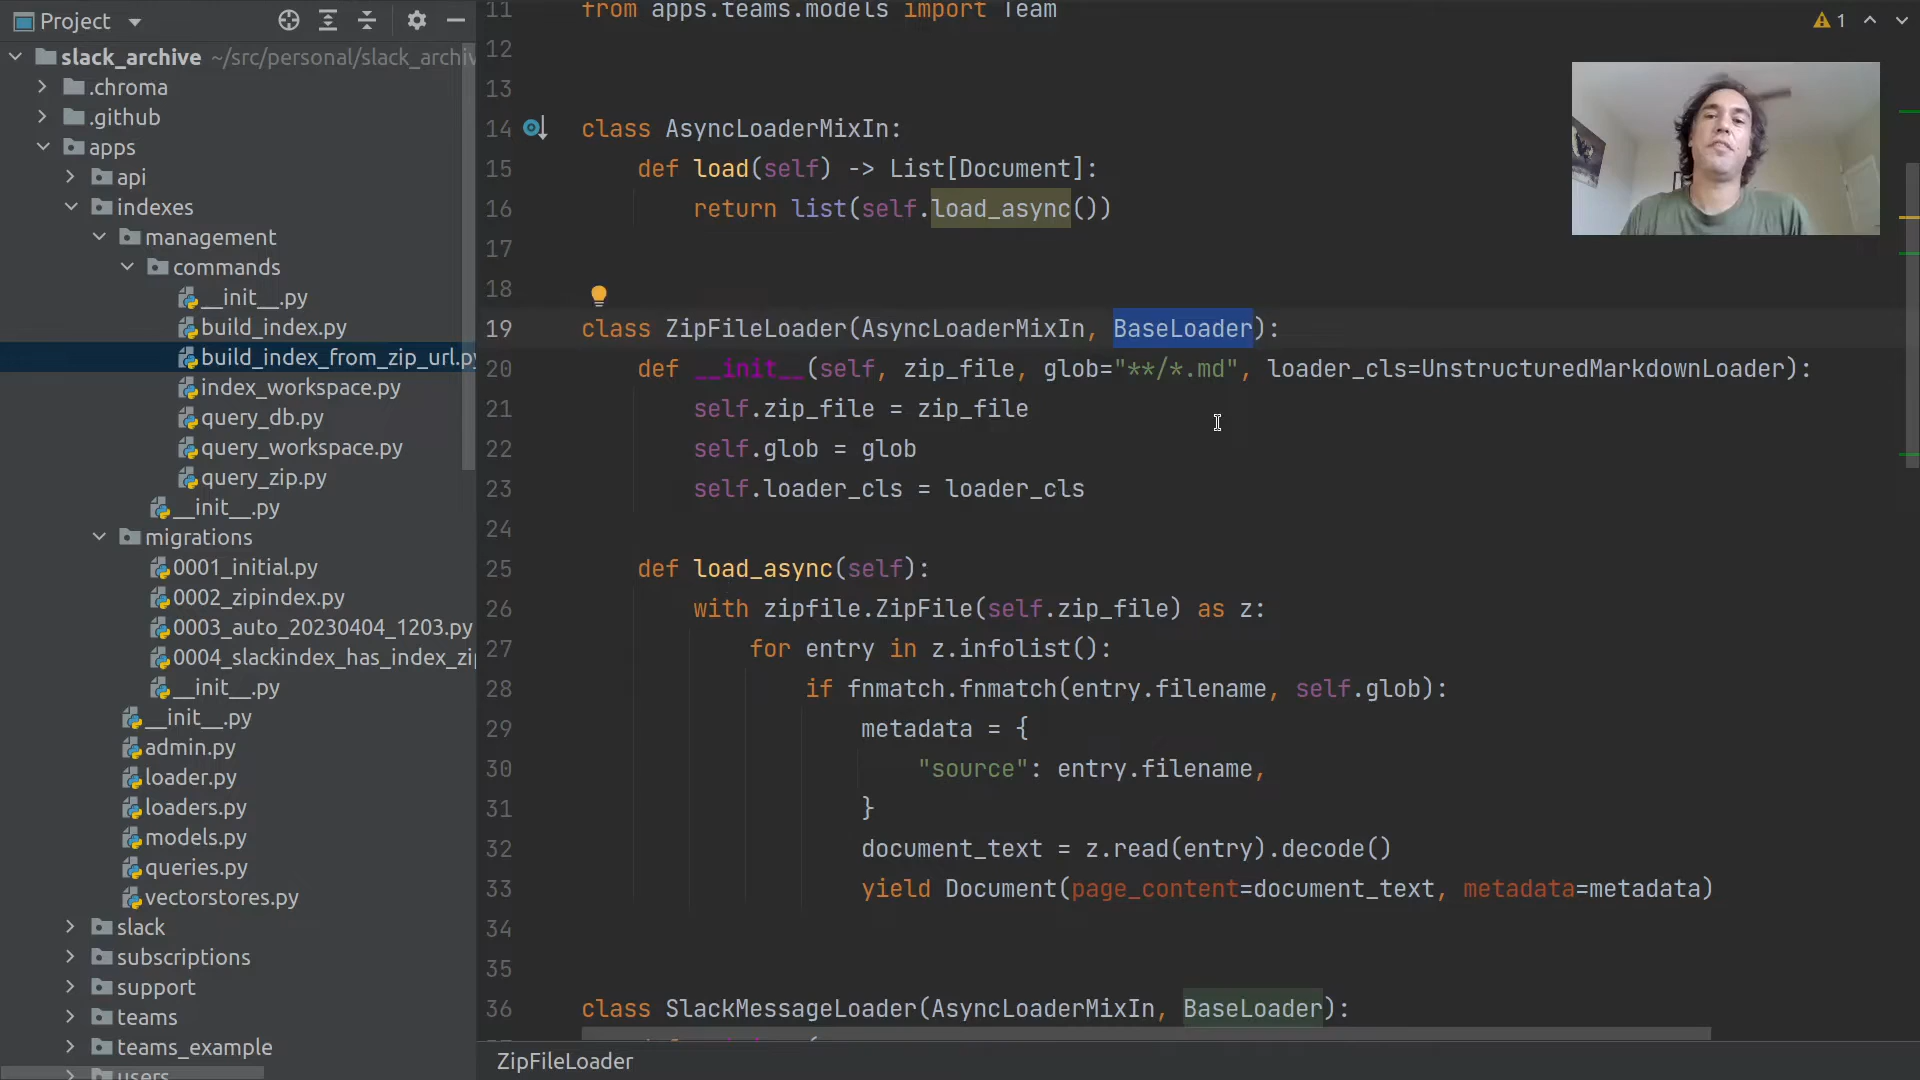 Project
slack_archive ~/src/personal/slack_archiv
.chroma
.github
apps
api
indexes
management
commands
__init__.py
build_index.py
build_index_from_zip_url.py
index_workspace.py
query_db.py
query_workspace.py
query_zip.py
__init__.py
migrations
0001_initial.py
0002_zipindex.py
0003_auto_20230404_1203.py
0004_slackindex_has_index_zi
__init__.py
__init__.py
admin.py
loader.py
loaders.py
models.py
queries.py
vectorstores.py
slack
subscriptions
support
teams
teams_example
users
1
11 from apps.teams.models import Team
12
13
14 class AsyncLoaderMixIn:
15 def load(self) -> List[Document]:
16 return list(self.load_async())
17
18
19 class ZipFileLoader(AsyncLoaderMixIn, BaseLoader):
20 def __init__(self, zip_file, glob="**/*.md", loader_cls=UnstructuredMarkdownLoader):
21 self.zip_file = zip_file
22 self.glob = glob
23 self.loader_cls = loader_cls
24
25 def load_async(self):
26 with zipfile.ZipFile(self.zip_file) as z:
27 for entry in z.infolist():
28 if fnmatch.fnmatch(entry.filename, self.glob):
29 metadata = {
30 "source": entry.filename,
31 }
32 document_text = z.read(entry).decode()
33 yield Document(page_content=document_text, metadata=metadata)
34
35
36 class SlackMessageLoader(AsyncLoaderMixIn, BaseLoader):
ZipFileLoader